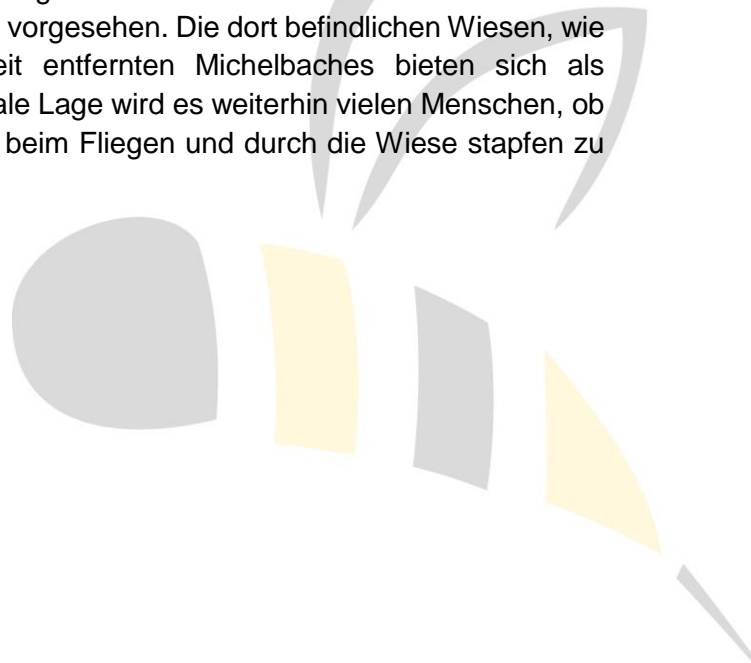 vorgesehen. Die dort befindlichen Wiesen, wie
eit entfernten Michelbaches bieten sich als
ale Lage wird es weiterhin vielen Menschen, ob
beim Fliegen und durch die Wiese stapfen zu